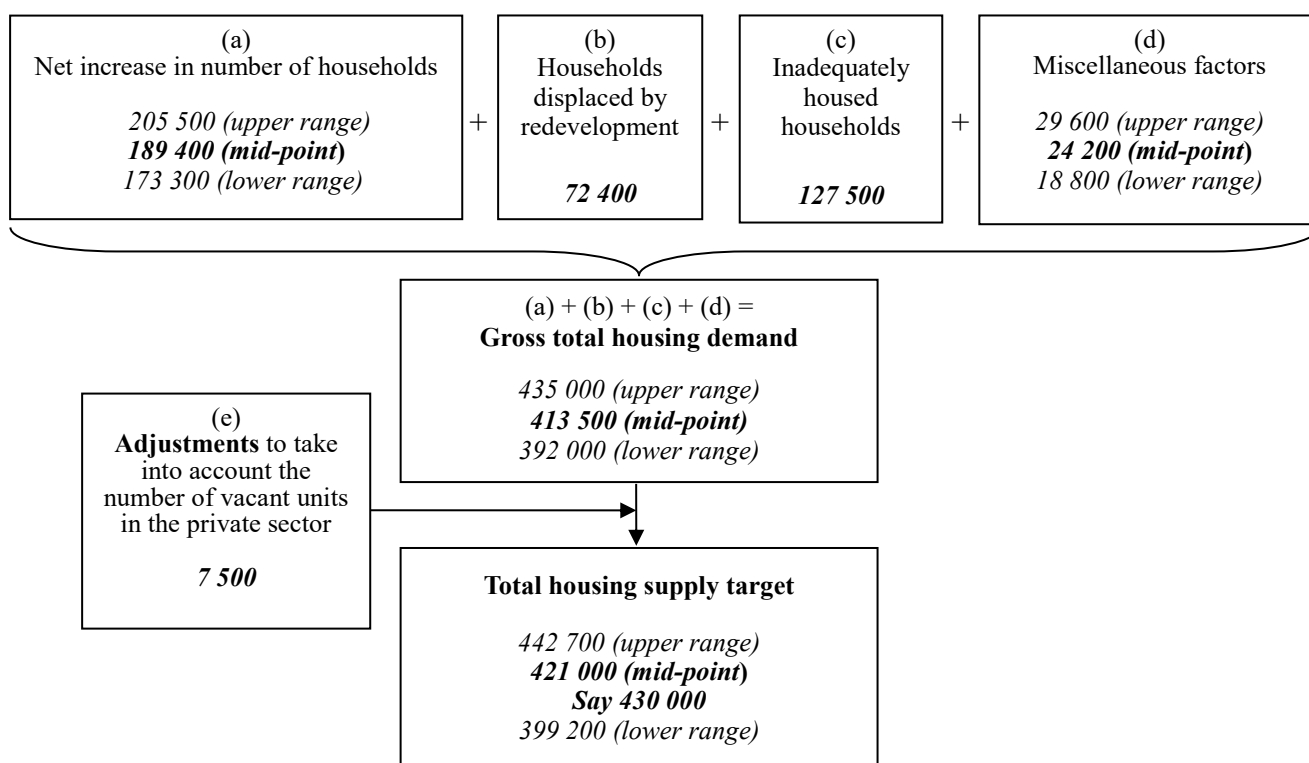 (a)
Net increase in number of households
205 500 (upper range)
189 400 (mid-point)
173 300 (lower range)
+
(b)
Households
displaced by
redevelopment
72 400
+
(c)
Inadequately
housed
households
127 500
+
(d)
Miscellaneous factors
29 600 (upper range)
24 200 (mid-point)
18 800 (lower range)
(a) + (b) + (c) + (d) =
Gross total housing demand
435 000 (upper range)
413 500 (mid-point)
392 000 (lower range)
(e)
Adjustments to take
into account the
number of vacant units
in the private sector
7 500
Total housing supply target
442 700 (upper range)
421 000 (mid-point)
Say 430 000
399 200 (lower range)